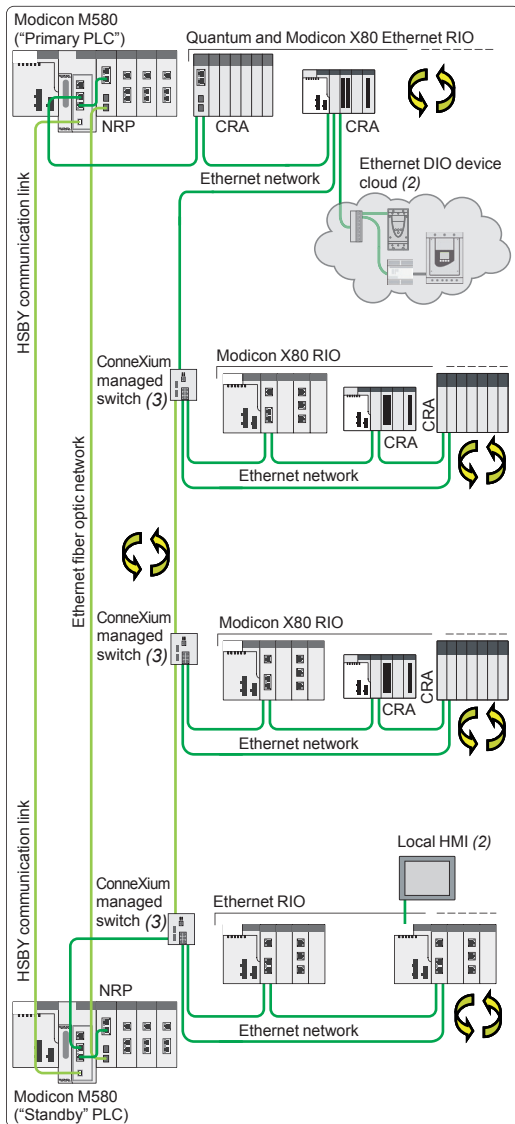 Modicon M580
(“Primary PLC”)
Quantum and Modicon X80 Ethernet RIO
NRP
CRA
CRA
Ethernet network
Ethernet DIO device
cloud (2)
HSBY communication link
Ethernet fiber optic network
ConneXium
managed
switch (3)
Modicon X80 RIO
CRA
CRA
Ethernet network
ConneXium
managed
switch (3)
Modicon X80 RIO
CRA
CRA
Ethernet network
HSBY communication link
Local HMI (2)
ConneXium
managed
switch (3)
Ethernet RIO
NRP
Ethernet network
Modicon M580
(“Standby” PLC)